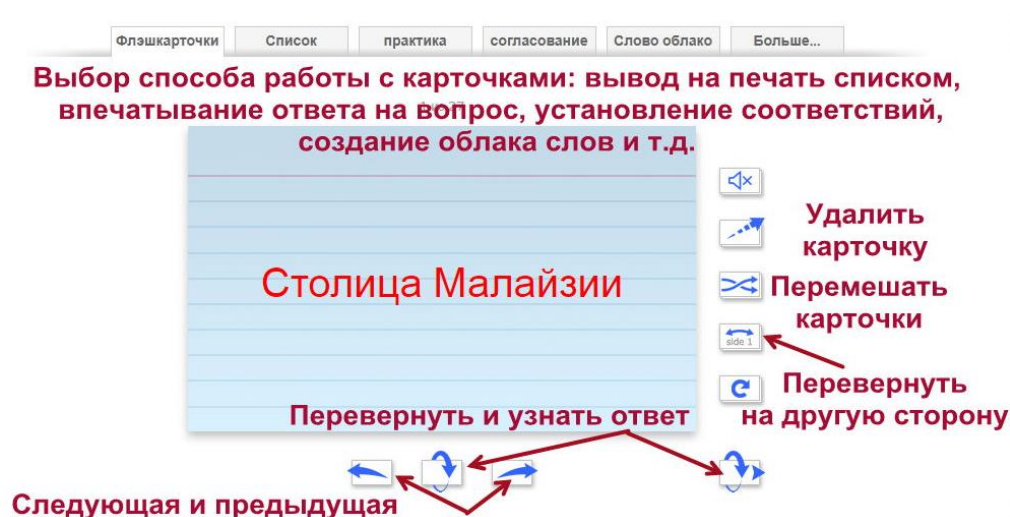 Флэшкарточки Список практика согласование Слово облако Больше...
Выбор способа работы с карточками: вывод на печать списком,
впечатывание ответа на вопрос, установление соответствий,
создание облака слов и т.д.
Удалить
карточку
Столица Малайзии
Перемешать
карточки
side 1
Перевернуть
на другую сторону
Перевернуть и узнать ответ
Следующая и предыдущая